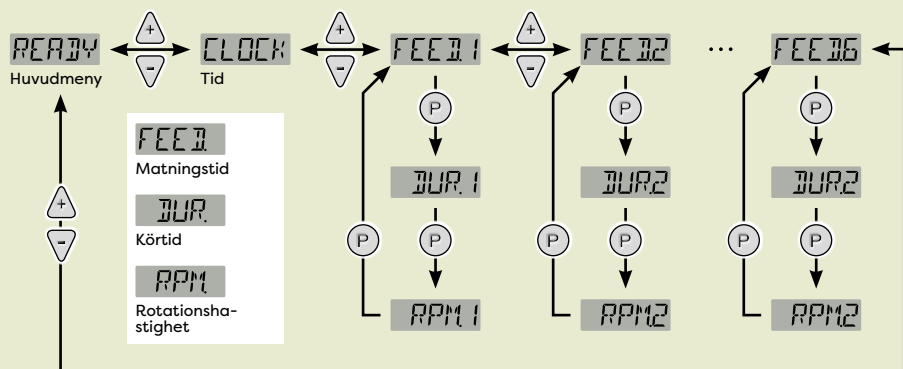 + + +
READY CLOCK FEED.1 FEED.2 ... FEED.6
- - -
Huvudmeny Tid
P P P
FEED.
Matningstid
DUR.1 DUR.2 DUR.2
+
DUR.
-
Körtid
P P P P P P
RPM.
Rotationsha-
stighet
RPM.1 RPM.2 RPM.2